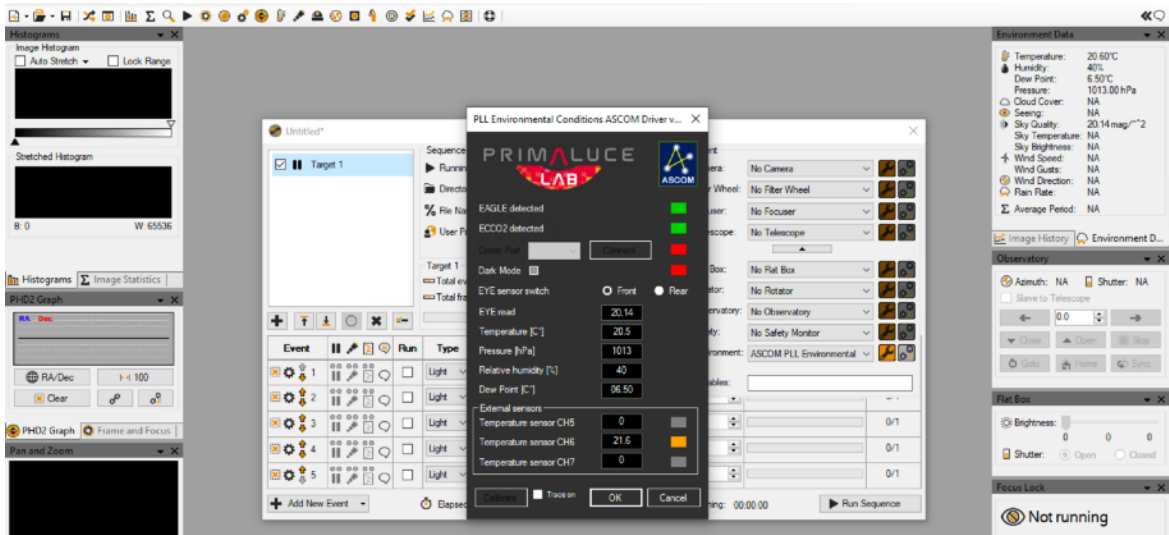 Histograms
Image Histogram
Auto Stretch
Lock Range
Stretched Histogram
B: 0
W: 65536
Histograms
Image Statistics
PHD2 Graph
RA
Dec
RA/Dec
100
Clear
PHD2 Graph
Frame and Focus
Pan and Zoom
Untitled*
Target 1
Sequence
Target 1
Event
Run
Type
1
Light
2
Light
3
Light
0/1
4
Light
0/1
5
Light
0/1
Add New Event
Run Sequence
00:00:00
PLL Environmental Conditions ASCOM Driver v...
PRIMALUCE
LAB
ASCOM
EAGLE detected
ECCO2 detected
Comm Port
Connect
Dark Mode
EYE sensor switch
Front
Rear
EYE read
20.14
Temperature [C°]
20.5
Pressure [hPa]
1013
Relative humidity [%]
40
Dew Point [C°]
06.50
External sensors
Temperature sensor CH5
0
Temperature sensor CH6
21.6
Temperature sensor CH7
0
Calibrate
Trace on
OK
Cancel
No Camera
Wheel:
No Filter Wheel
No Focuser
No Telescope
Box:
No Flat Box
No Rotator
No Observatory
No Safety Monitor
ASCOM PLL Environmental
Environment Data
Temperature: 20.60°C
Humidity: 40%
Dew Point: 6.50°C
Pressure: 1013.00 hPa
Cloud Cover: NA
Seeing: NA
Sky Quality: 20.14 mag/"^2
Sky Temperature: NA
Sky Brightness: NA
Wind Speed: NA
Wind Gusts: NA
Wind Direction: NA
Rain Rate: NA
Average Period: NA
Image History
Environment D...
Observatory
Azimuth: NA
Shutter: NA
Slave to Telescope
0.0
Close
Open
Stop
Goto
Home
Sync
Flat Box
Brightness:
0 0 0
Shutter:
Open
Closed
Focus Lock
Not running